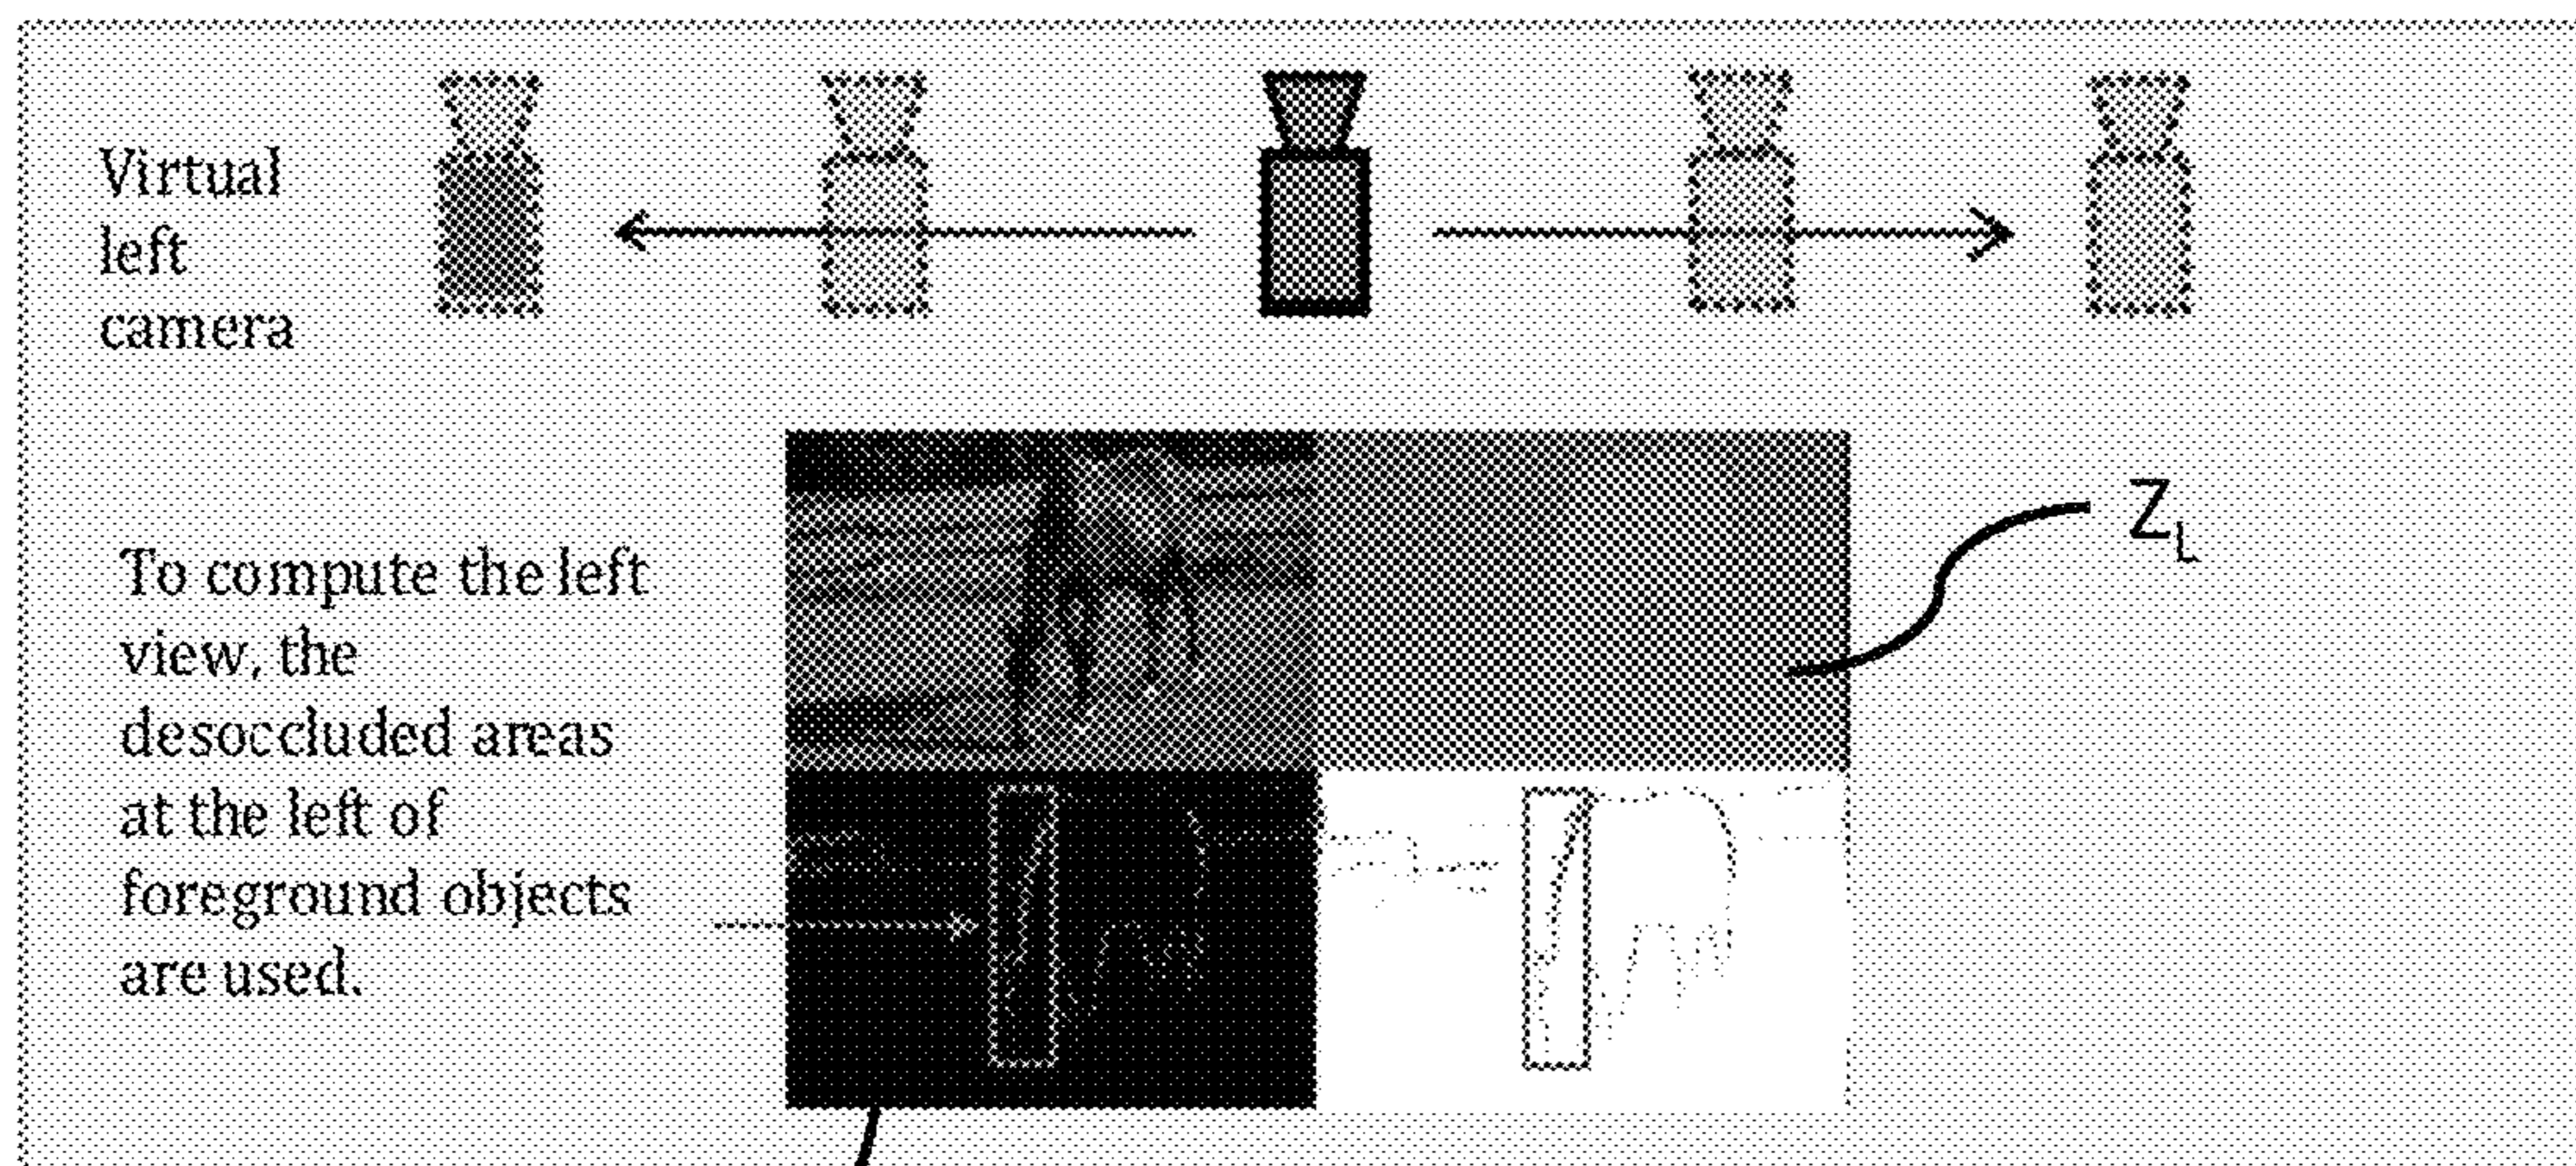 Virtual
left
camera
Z_L
To compute the left
view, the
desoccluded areas
at the left of
foreground objects
are used.